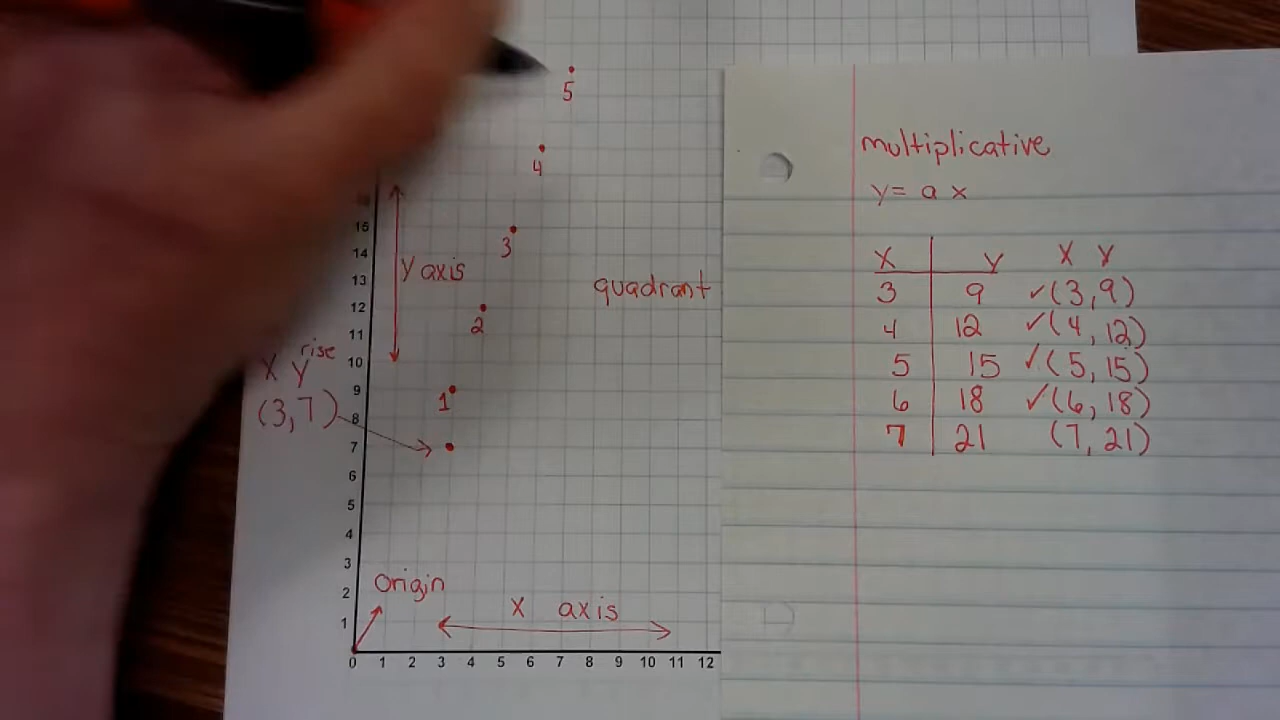 5
4
3
2
1
y axis
quadrant
X Y rise
(3,7)
origin
X axis
15
14
13
12
11
10
9
8
7
6
5
4
3
2
1
0 1 2 3 4 5 6 7 8 9 10 11 12
multiplicative
y= a x
X Y X Y
3 9 ✓(3,9)
4 12 ✓(4,12)
5 15 ✓(5,15)
6 18 ✓(6,18)
7 21 (7,21)